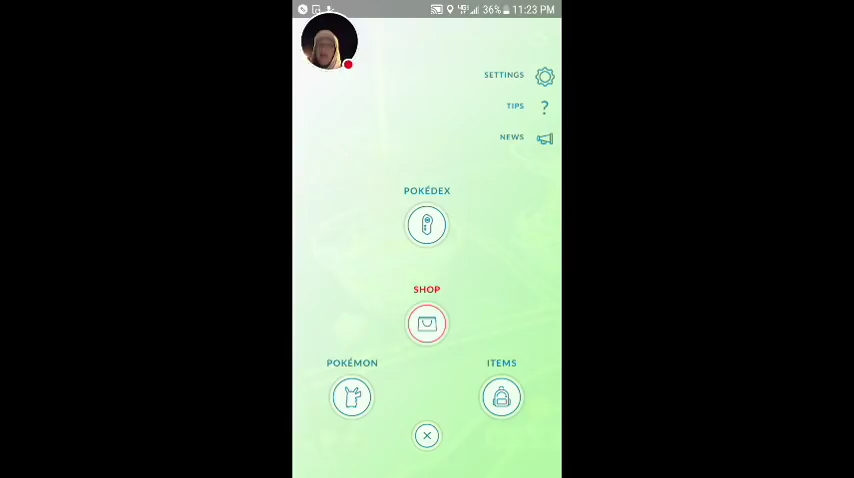 36% 11:23 PM
SETTINGS
TIPS ?
NEWS
POKÉDEX
SHOP
POKÉMON
ITEMS